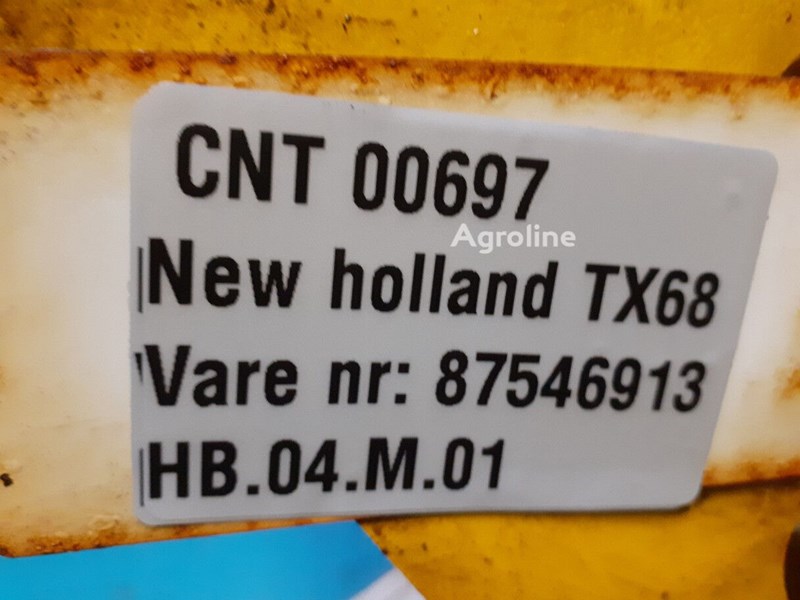 CNT 00697
Agroline
New holland TX68
Vare nr: 87546913
HB.04.M.01